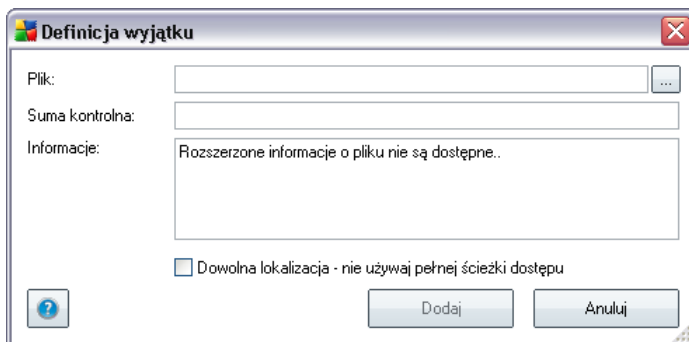 Definicja wyjątku
Plik:
...
Suma kontrolna:
Informacje:
Rozszerzone informacje o pliku nie są dostępne..
Dowolna lokalizacja - nie używaj pełnej ścieżki dostępu
?
Dodaj
Anuluj